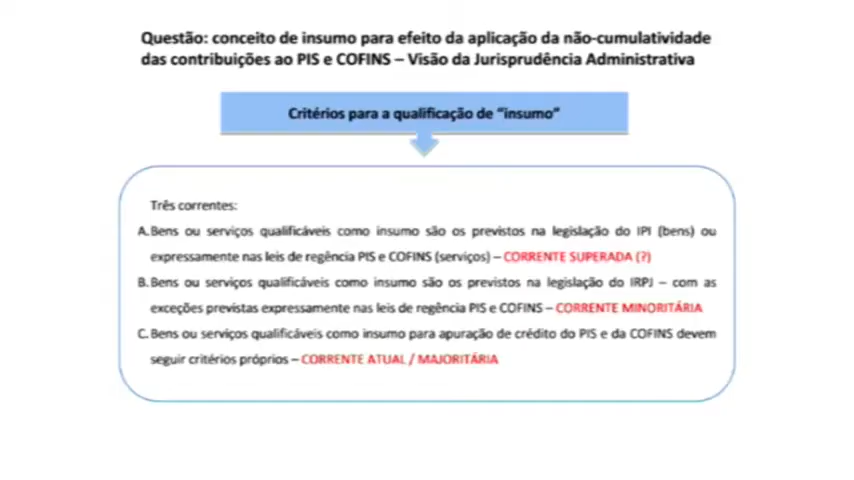 Questão: conceito de insumo para efeito da aplicação da não-cumulatividade
das contribuições ao PIS e COFINS – Visão da Jurisprudência Administrativa
Critérios para a qualificação de "insumo"
Três correntes:
A. Bens ou serviços qualificáveis como insumo são os previstos na legislação do IPI (bens) ou
expressamente nas leis de regência PIS e COFINS (serviços) – CORRENTE SUPERADA (?)
B. Bens ou serviços qualificáveis como insumo são os previstos na legislação do IRPJ – com as
exceções previstas expressamente nas leis de regência PIS e COFINS – CORRENTE MINORITÁRIA
C. Bens ou serviços qualificáveis como insumo para apuração de crédito do PIS e da COFINS devem
seguir critérios próprios – CORRENTE ATUAL / MAJORITÁRIA